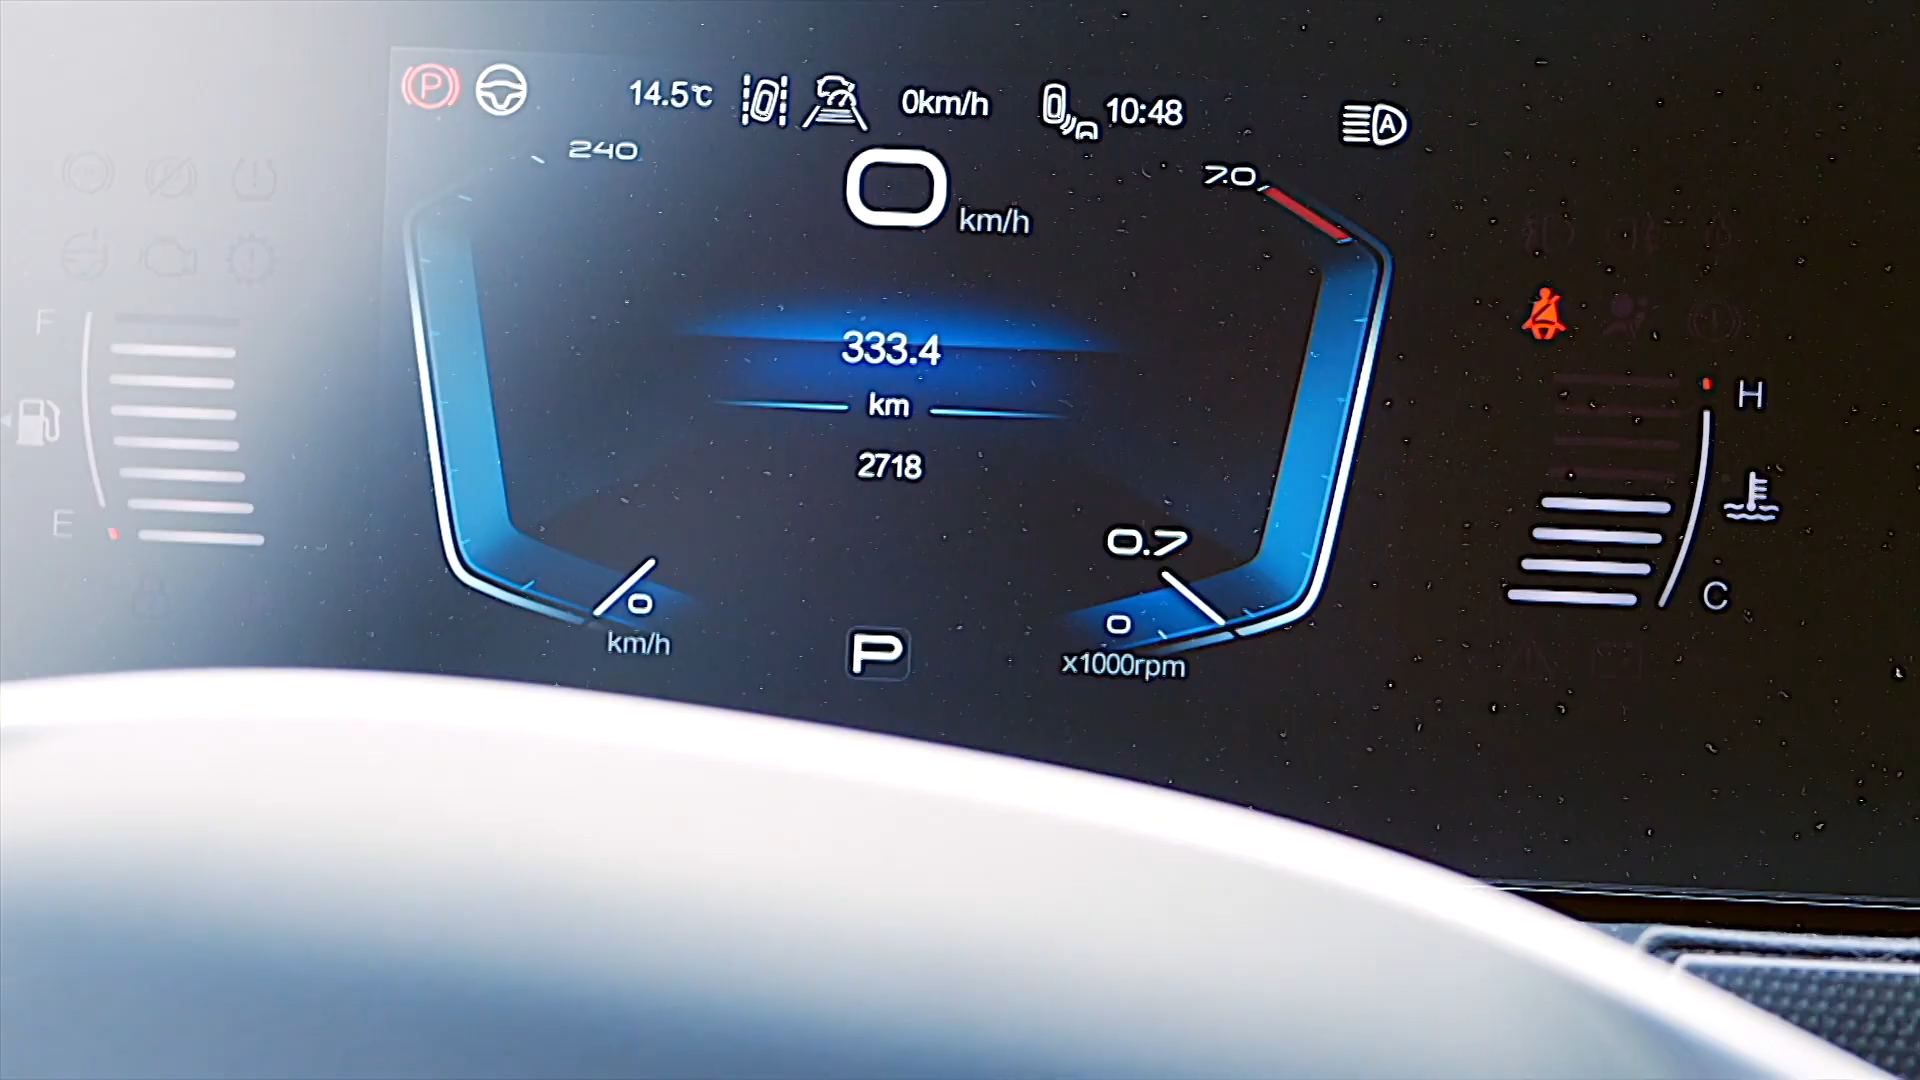 P 14.5℃ 0km/h 10:48 A
240 0 km/h 7.0
333.4
km
2718
F
E
H
C
0.7
0 0
km/h x1000rpm
P